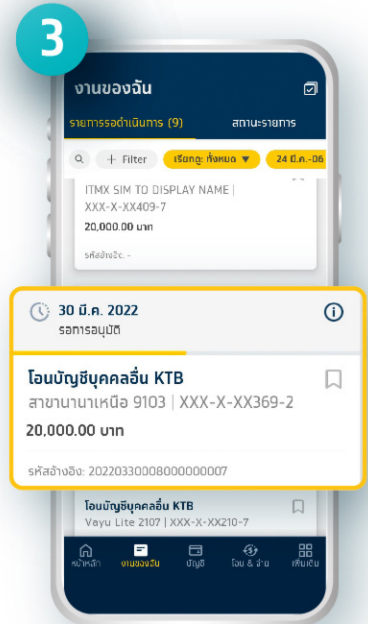 3
งานของฉัน
รายการรอดำเนินการ (9) สถานะรายการ
+ Filter เรียกดู: ทั้งหมด ▼ 24 มี.ค.-06
ITMX SIM TO DISPLAY NAME |
XXX-X-XX409-7
20,000.00 บาท
รหัสอ้างอิง: -
30 มี.ค. 2022
รอการอนุมัติ
โอนบัญชีบุคคลอื่น KTB
สาขานานาเหนือ 9103 | XXX-X-XX369-2
20,000.00 บาท
รหัสอ้างอิง: 20220330008000000007
โอนบัญชีบุคคลอื่น KTB
Vayu Lite 2107 | XXX-X-XX210-7
หน้าหลัก งานของฉัน บัญชี โอน & จ่าย เพิ่มเติม